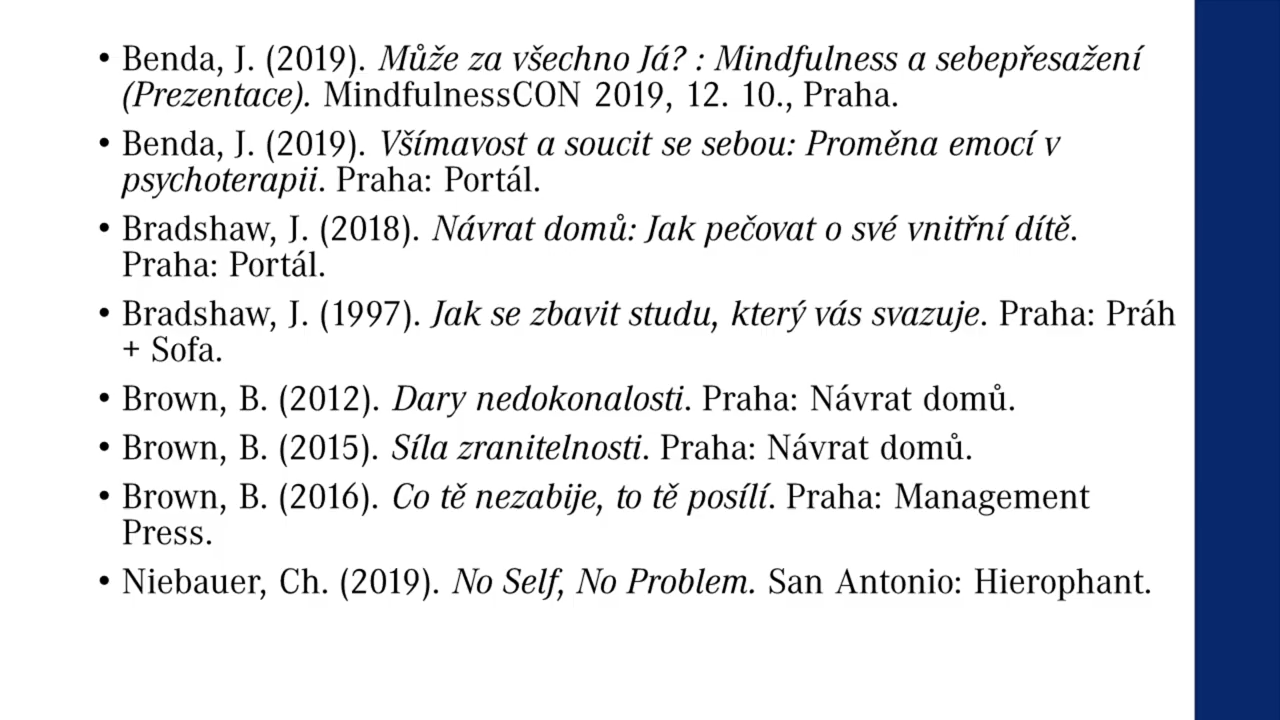 • Benda, J. (2019). Může za všechno Já? : Mindfulness a sebepřesažení
(Prezentace). MindfulnessCON 2019, 12. 10., Praha.
• Benda, J. (2019). Všímavost a soucit se sebou: Proměna emocí v
psychoterapii. Praha: Portál.
• Bradshaw, J. (2018). Návrat domů: Jak pečovat o své vnitřní dítě.
Praha: Portál.
• Bradshaw, J. (1997). Jak se zbavit studu, který vás svazuje. Praha: Práh
+ Sofa.
• Brown, B. (2012). Dary nedokonalosti. Praha: Návrat domů.
• Brown, B. (2015). Síla zranitelnosti. Praha: Návrat domů.
• Brown, B. (2016). Co tě nezabije, to tě posílí. Praha: Management
Press.
• Niebauer, Ch. (2019). No Self, No Problem. San Antonio: Hierophant.